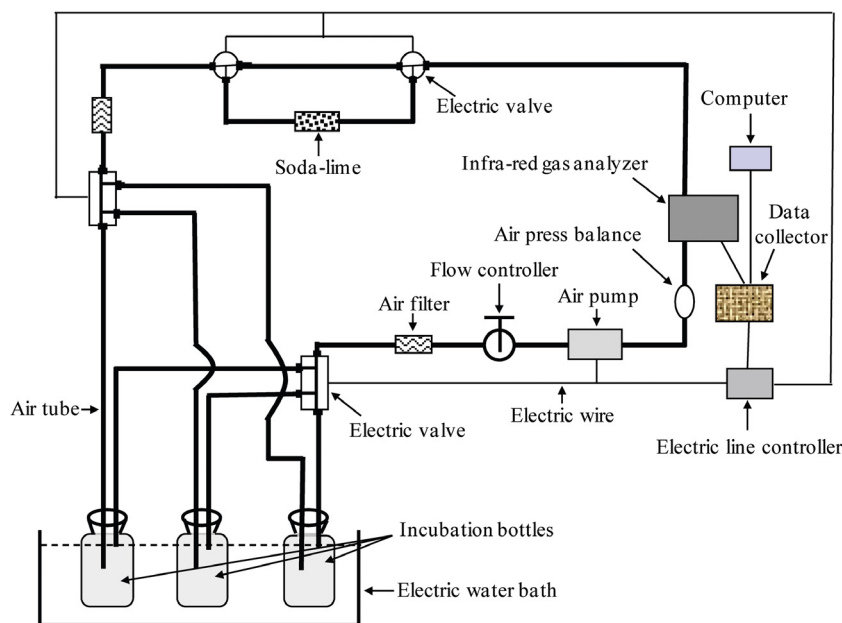 Electric valve
Computer
Soda-lime
Infra-red gas analyzer
Data
collector
Air press balance
Flow controller
Air filter
Air pump
Air tube
Electric valve
Electric wire
Electric line controller
Incubation bottles
Electric water bath